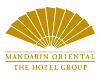 MANDARIN ORIENTAL
THE HOTEL GROUP